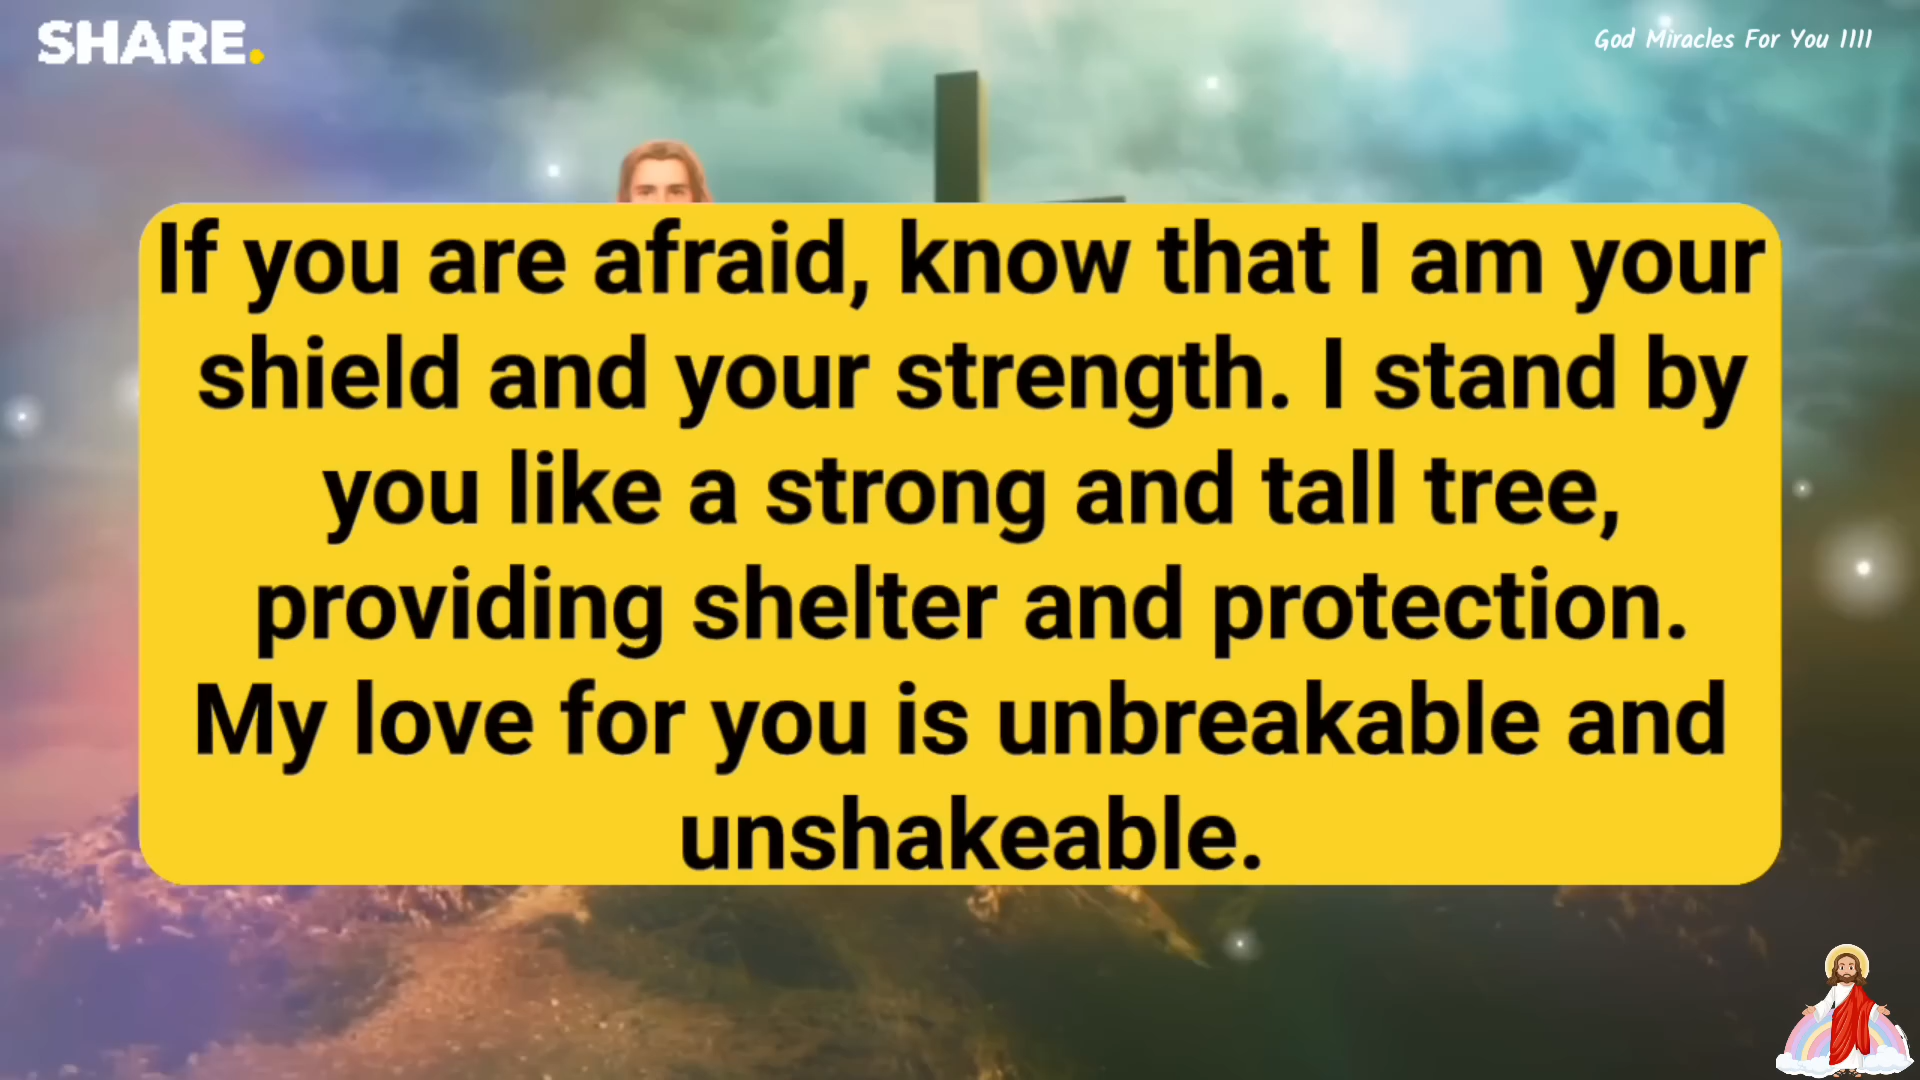 SHARE.
God Miracles For You 1111
If you are afraid, know that I am your
shield and your strength. I stand by
you like a strong and tall tree,
providing shelter and protection.
My love for you is unbreakable and
unshakeable.